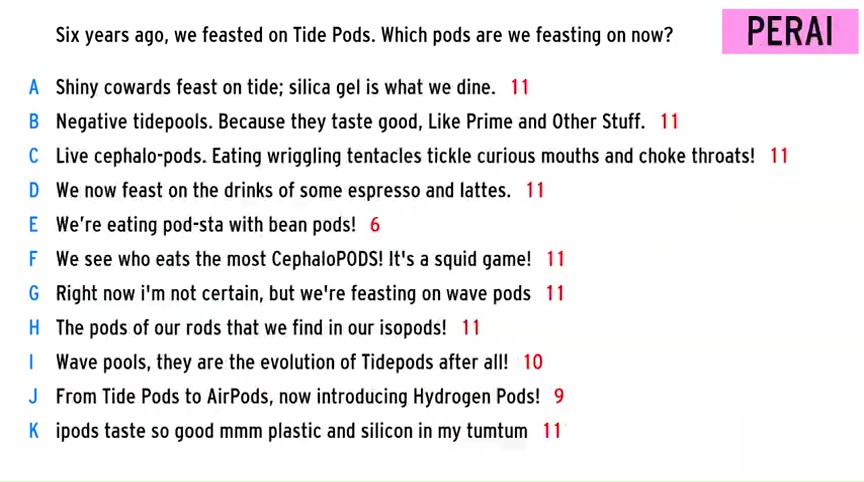 Six years ago, we feasted on Tide Pods. Which pods are we feasting on now?
PERAI
A Shiny cowards feast on tide; silica gel is what we dine. 11
B Negative tidepools. Because they taste good, Like Prime and Other Stuff. 11
C Live cephalo-pods. Eating wriggling tentacles tickle curious mouths and choke throats! 11
D We now feast on the drinks of some espresso and lattes. 11
E We're eating pod-sta with bean pods! 6
F We see who eats the most CephaloPODS! It's a squid game! 11
G Right now i'm not certain, but we're feasting on wave pods 11
H The pods of our rods that we find in our isopods! 11
I Wave pools, they are the evolution of Tidepods after all! 10
J From Tide Pods to AirPods, now introducing Hydrogen Pods! 9
K ipods taste so good mmm plastic and silicon in my tumtum 11